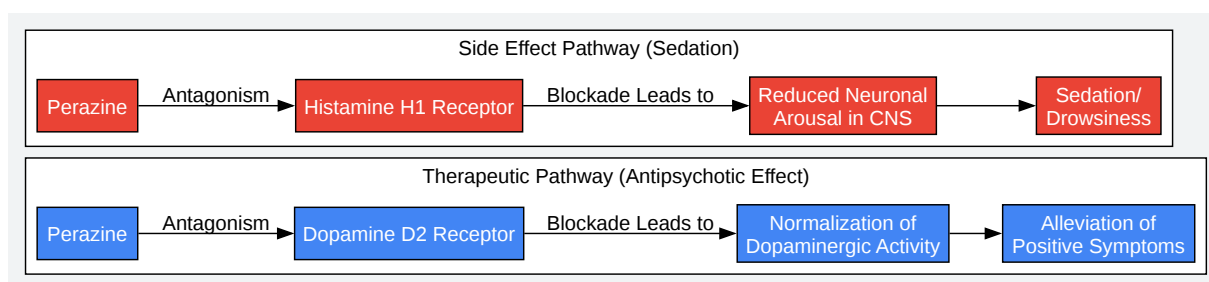 Side Effect Pathway (Sedation)
Perazine
Antagonism
Histamine H1 Receptor
Blockade Leads to
Reduced Neuronal
Arousal in CNS
Sedation/
Drowsiness
Therapeutic Pathway (Antipsychotic Effect)
Perazine
Antagonism
Dopamine D2 Receptor
Blockade Leads to
Normalization of
Dopaminergic Activity
Alleviation of
Positive Symptoms